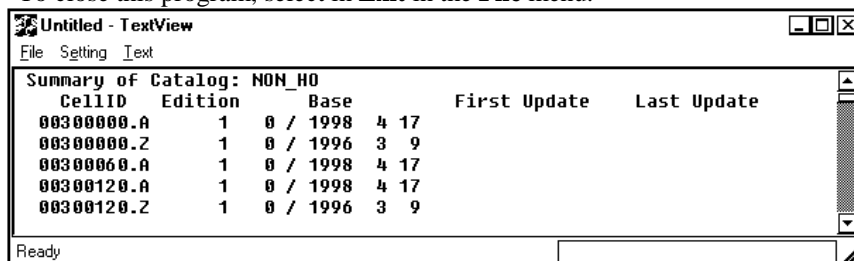 To close this program, select in Exit in the File menu.
Untitled - TextView
File Setting Text
Summary of Catalog: NON_HO
CellID Edition Base First Update Last Update
00300000.A 1 0 / 1998 4 17
00300000.Z 1 0 / 1996 3 9
00300060.A 1 0 / 1998 4 17
00300120.A 1 0 / 1998 4 17
00300120.Z 1 0 / 1996 3 9
Ready